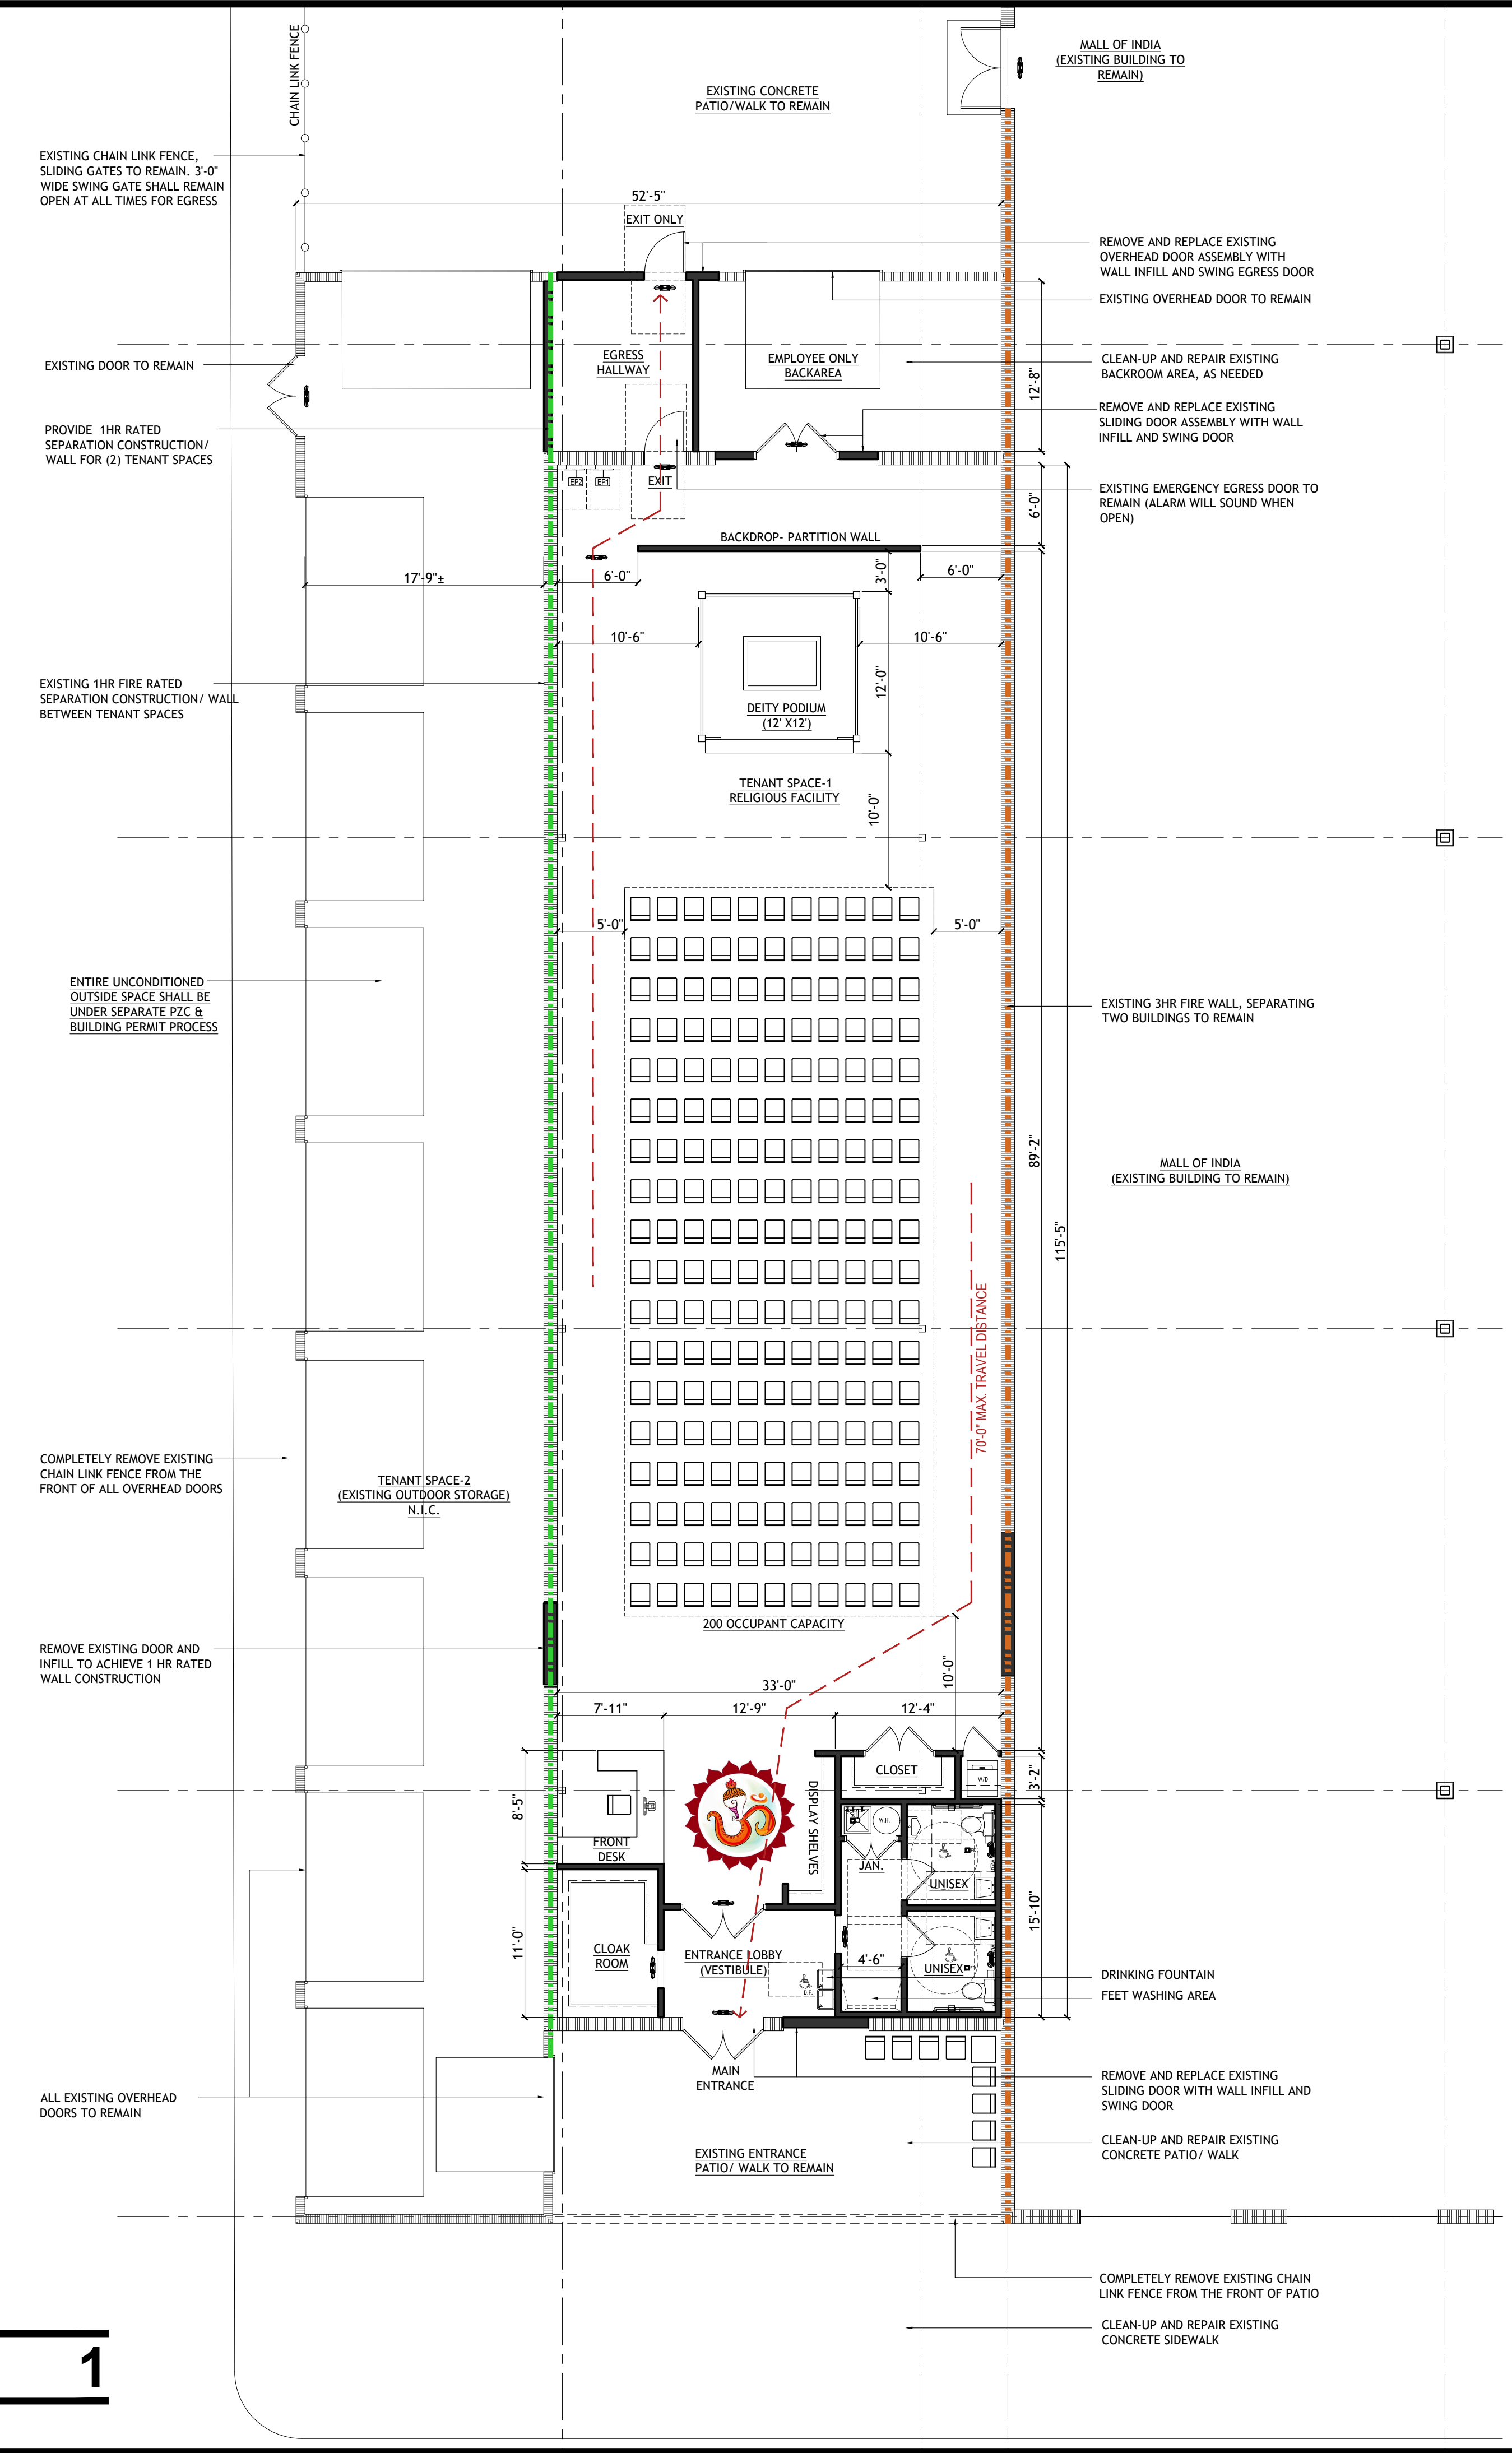 CHAIN LINK FENCE
MALL OF INDIA
(EXISTING BUILDING TO
REMAIN)
EXISTING CONCRETE
PATIO/WALK TO REMAIN
EXISTING CHAIN LINK FENCE,
SLIDING GATES TO REMAIN. 3'-0"
WIDE SWING GATE SHALL REMAIN
OPEN AT ALL TIMES FOR EGRESS
52'-5"
EXIT ONLY
REMOVE AND REPLACE EXISTING
OVERHEAD DOOR ASSEMBLY WITH
WALL INFILL AND SWING EGRESS DOOR
EXISTING OVERHEAD DOOR TO REMAIN
EXISTING DOOR TO REMAIN
EGRESS
HALLWAY
EMPLOYEE ONLY
BACKAREA
12'-8"
CLEAN-UP AND REPAIR EXISTING
BACKROOM AREA, AS NEEDED
PROVIDE 1HR RATED
SEPARATION CONSTRUCTION/
WALL FOR (2) TENANT SPACES
REMOVE AND REPLACE EXISTING
SLIDING DOOR ASSEMBLY WITH WALL
INFILL AND SWING DOOR
EP2
EP1
EXIT
6'-0"
EXISTING EMERGENCY EGRESS DOOR TO
REMAIN (ALARM WILL SOUND WHEN
OPEN)
BACKDROP- PARTITION WALL
17'-9"±
6'-0"
3'-0"
6'-0"
10'-6"
10'-6"
12'-0"
EXISTING 1HR FIRE RATED
SEPARATION CONSTRUCTION/ WALL
BETWEEN TENANT SPACES
DEITY PODIUM
(12' X12')
TENANT SPACE-1
RELIGIOUS FACILITY
10'-0"
5'-0"
5'-0"
ENTIRE UNCONDITIONED
OUTSIDE SPACE SHALL BE
UNDER SEPARATE PZC &
BUILDING PERMIT PROCESS
EXISTING 3HR FIRE WALL, SEPARATING
TWO BUILDINGS TO REMAIN
89'-2"
MALL OF INDIA
(EXISTING BUILDING TO REMAIN)
115'-5"
70'-0" MAX. TRAVEL DISTANCE
COMPLETELY REMOVE EXISTING
CHAIN LINK FENCE FROM THE
FRONT OF ALL OVERHEAD DOORS
TENANT SPACE-2
(EXISTING OUTDOOR STORAGE)
N.I.C.
200 OCCUPANT CAPACITY
REMOVE EXISTING DOOR AND
INFILL TO ACHIEVE 1 HR RATED
WALL CONSTRUCTION
10'-0"
33'-0"
7'-11"
12'-9"
12'-4"
CLOSET
W/D
3'-2"
8'-5"
DISPLAY SHELVES
W.H.
FRONT
DESK
JAN.
UNISEX
15'-10"
11'-0"
CLOAK
ROOM
ENTRANCE LOBBY
(VESTIBULE)
4'-6"
UNISEX
D.F.
DRINKING FOUNTAIN
FEET WASHING AREA
MAIN
ENTRANCE
ALL EXISTING OVERHEAD
DOORS TO REMAIN
REMOVE AND REPLACE EXISTING
SLIDING DOOR WITH WALL INFILL AND
SWING DOOR
EXISTING ENTRANCE
PATIO/ WALK TO REMAIN
CLEAN-UP AND REPAIR EXISTING
CONCRETE PATIO/ WALK
COMPLETELY REMOVE EXISTING CHAIN
LINK FENCE FROM THE FRONT OF PATIO
CLEAN-UP AND REPAIR EXISTING
CONCRETE SIDEWALK
1